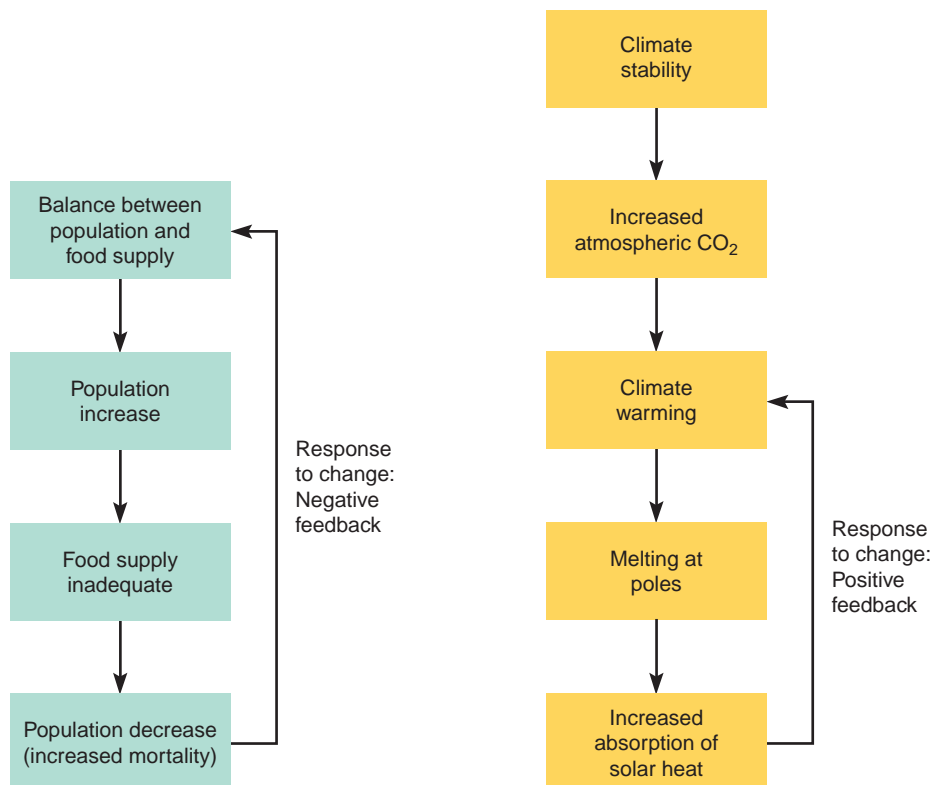 Balance between
population and
food supply
Population
increase
Food supply
inadequate
Population decrease
(increased mortality)
Response
to change:
Negative
feedback
Climate
stability
Increased
atmospheric CO₂
Climate
warming
Melting at
poles
Increased
absorption of
solar heat
Response
to change:
Positive
feedback